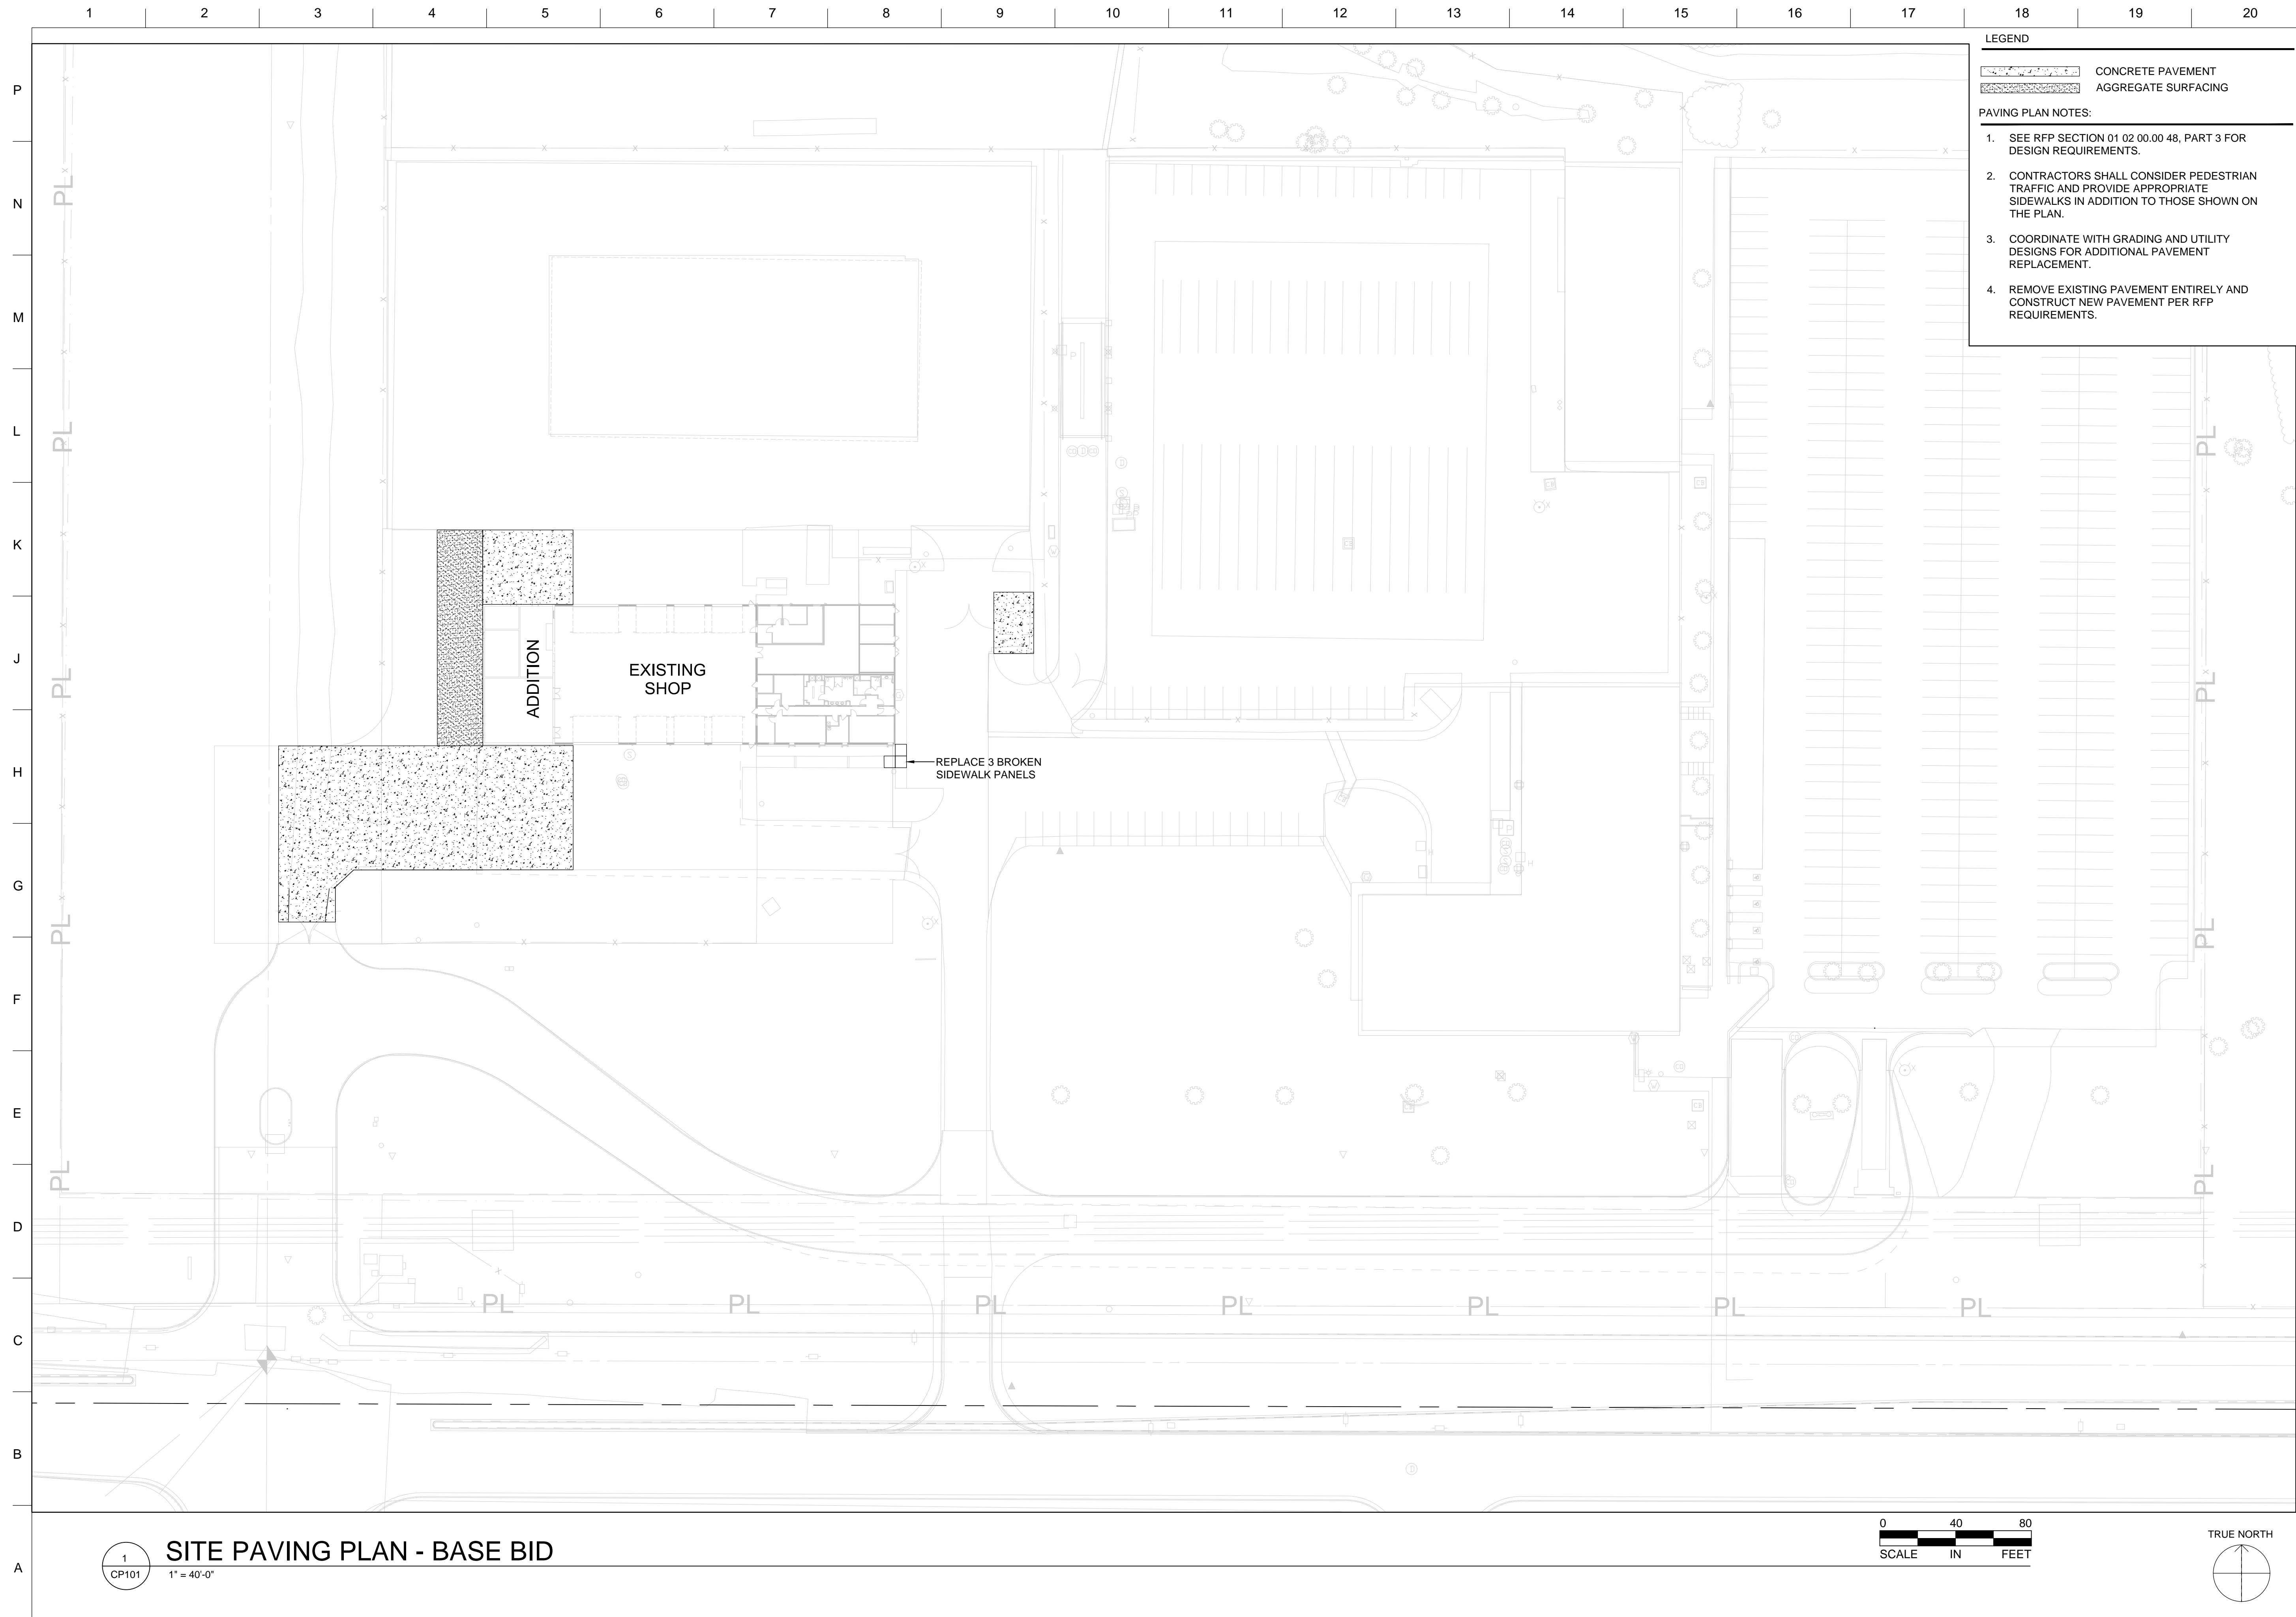 1 2 3 4 5 6 7 8 9 10 11 12 13 14 15 16 17 18 19 20
P
N
M
L
K
J
H
G
F
E
D
C
B
A
LEGEND
CONCRETE PAVEMENT
AGGREGATE SURFACING
PAVING PLAN NOTES:
1. SEE RFP SECTION 01 02 00.00 48, PART 3 FOR
DESIGN REQUIREMENTS.
2. CONTRACTORS SHALL CONSIDER PEDESTRIAN
TRAFFIC AND PROVIDE APPROPRIATE
SIDEWALKS IN ADDITION TO THOSE SHOWN ON
THE PLAN.
3. COORDINATE WITH GRADING AND UTILITY
DESIGNS FOR ADDITIONAL PAVEMENT
REPLACEMENT.
4. REMOVE EXISTING PAVEMENT ENTIRELY AND
CONSTRUCT NEW PAVEMENT PER RFP
REQUIREMENTS.
PL
PL
PL
PL
PL
PL
PL
PL
PL
ADDITION
EXISTING
SHOP
REPLACE 3 BROKEN
SIDEWALK PANELS
PL PL PL PL PL PL PL
1
CP101
SITE PAVING PLAN - BASE BID
1" = 40'-0"
0 40 80
SCALE IN FEET
TRUE NORTH